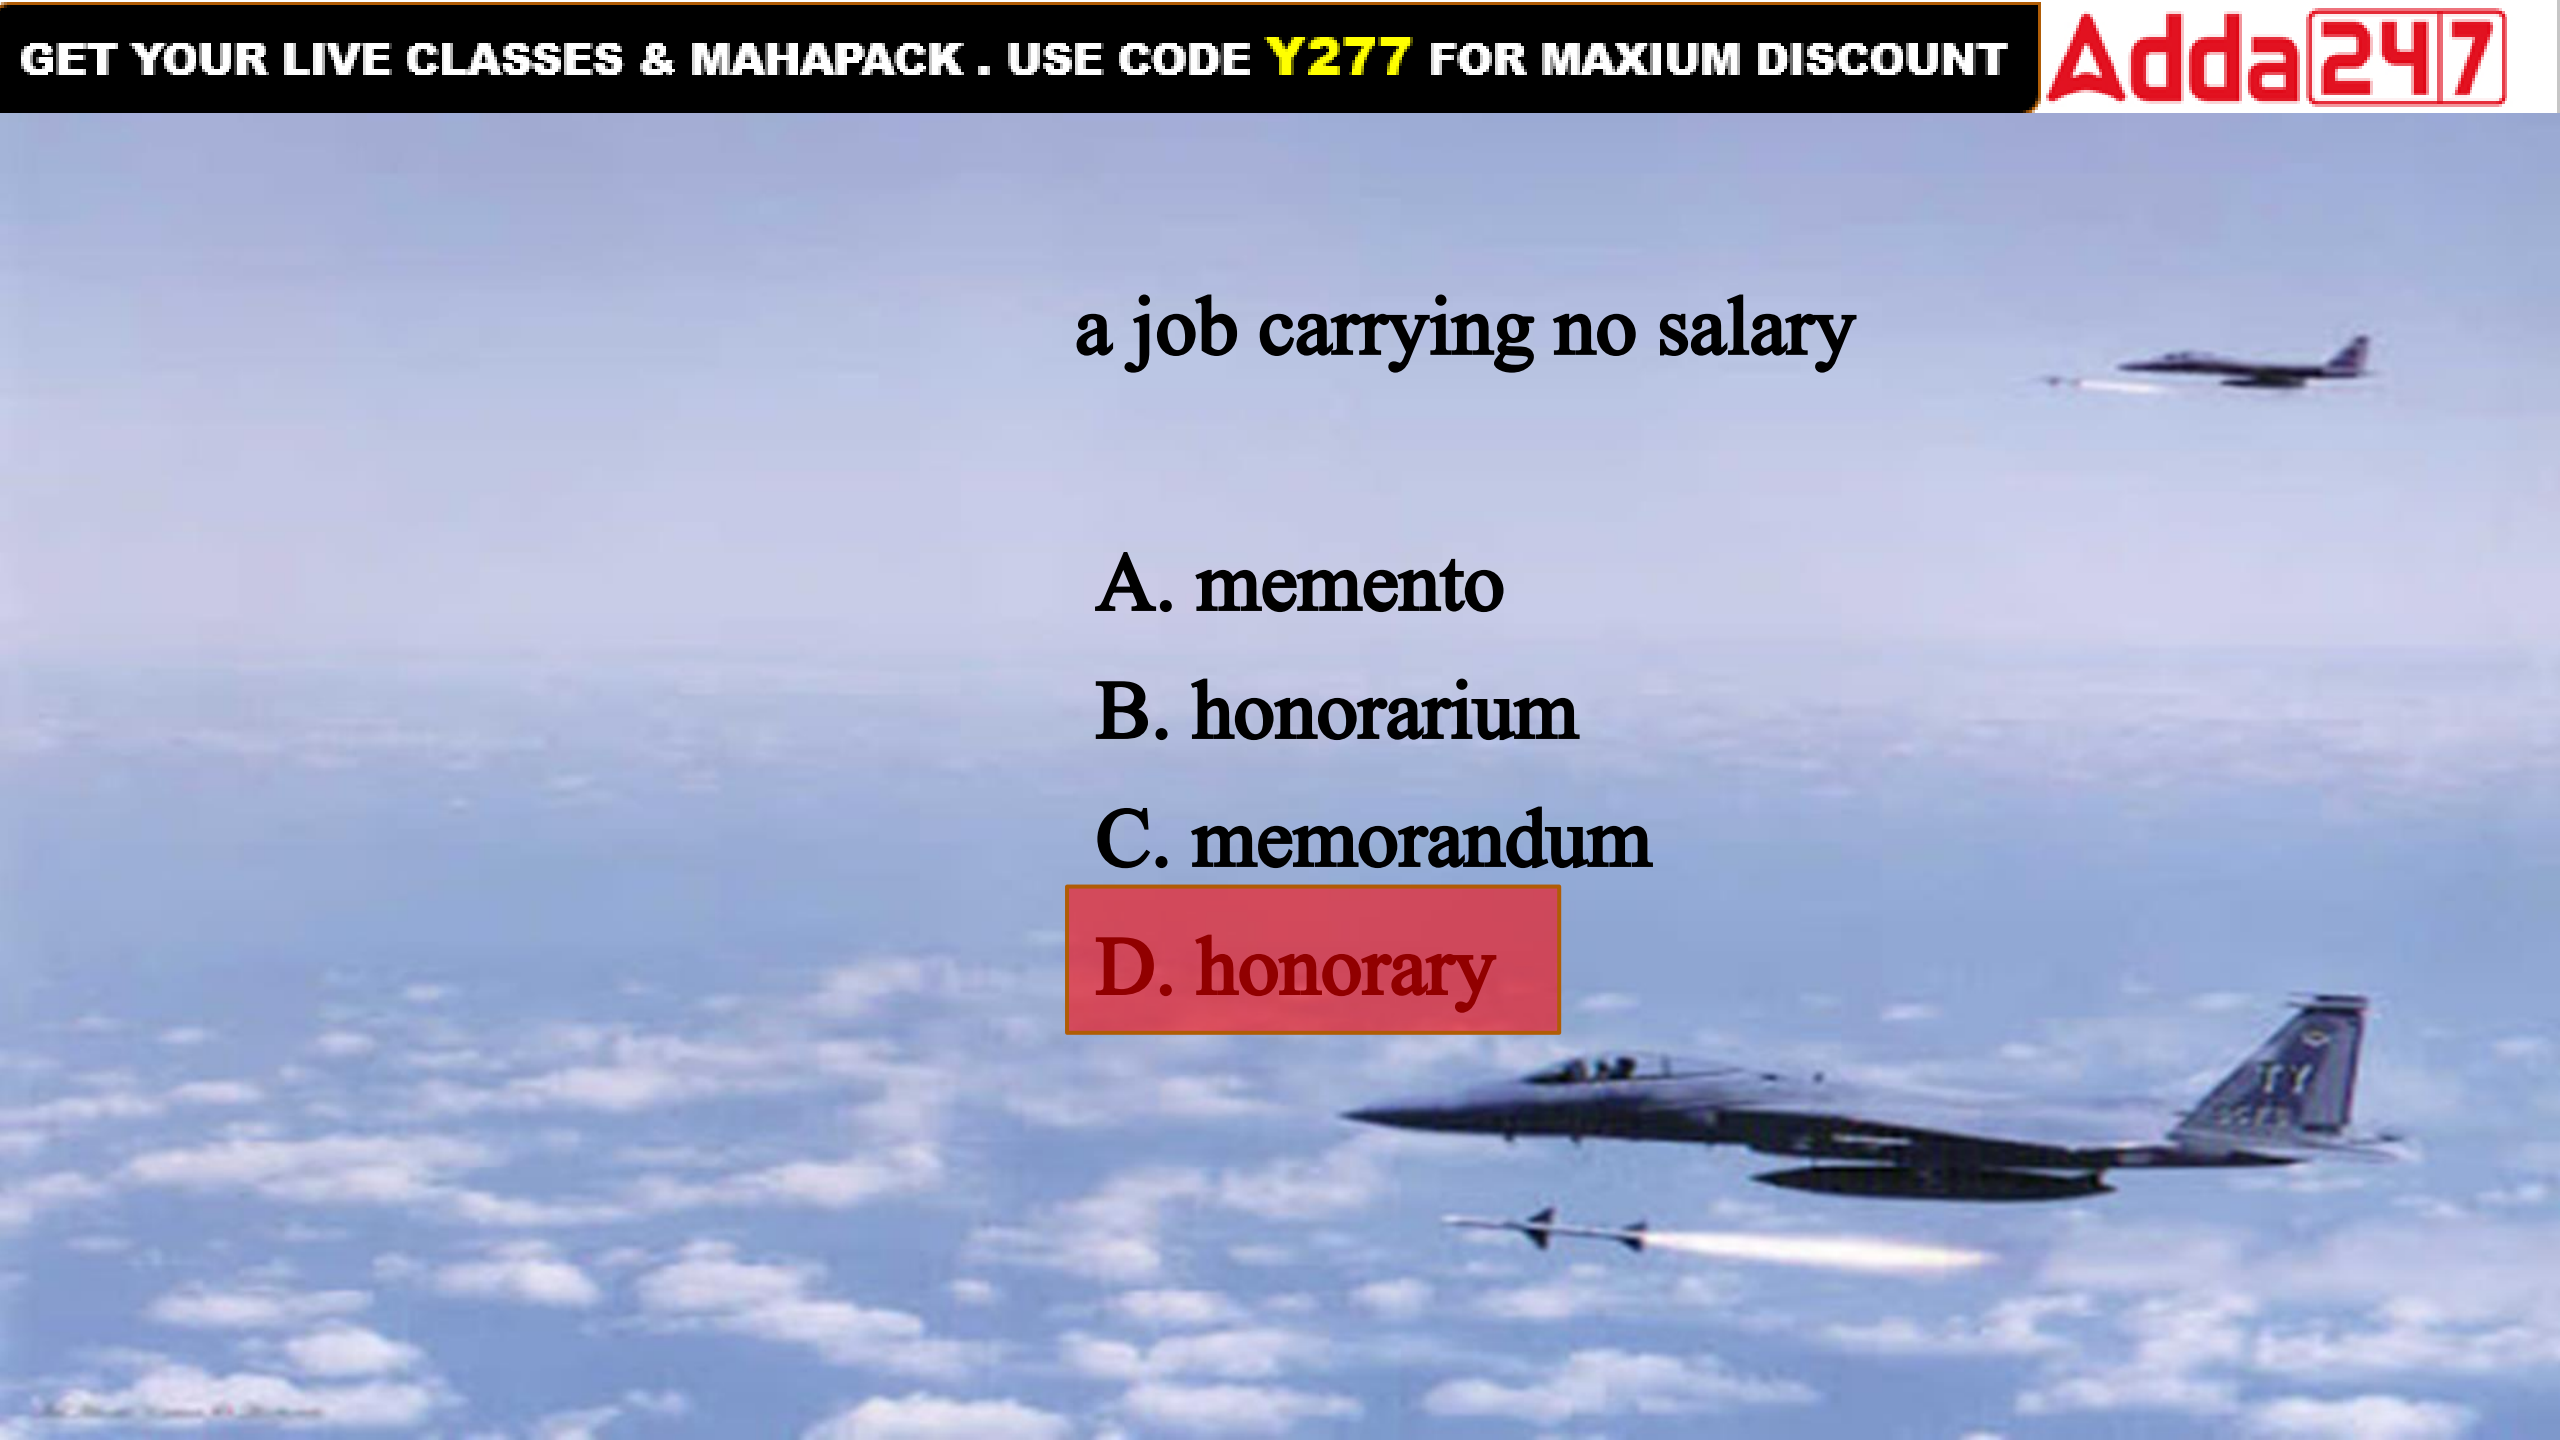 GET YOUR LIVE CLASSES & MAHAPACK . USE CODE Y277 FOR MAXIUM DISCOUNT
Adda247
a job carrying no salary
A. memento
B. honorarium
C. memorandum
D. honorary
TY